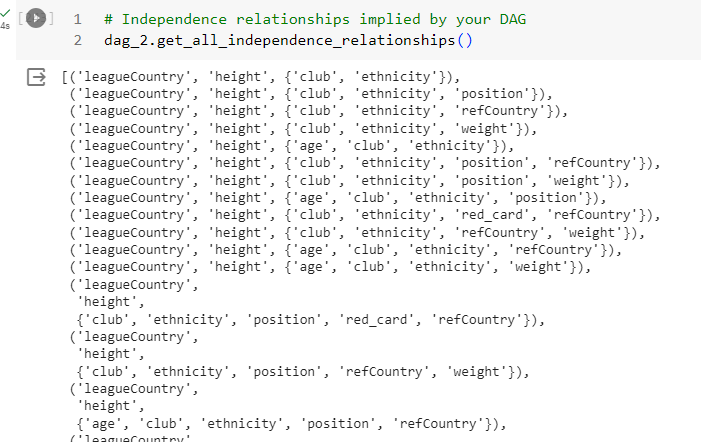 [ ] 1 # Independence relationships implied by your DAG
4s 2 dag_2.get_all_independence_relationships()
[('leagueCountry', 'height', {'club', 'ethnicity'}),
('leagueCountry', 'height', {'club', 'ethnicity', 'position'}),
('leagueCountry', 'height', {'club', 'ethnicity', 'refCountry'}),
('leagueCountry', 'height', {'club', 'ethnicity', 'weight'}),
('leagueCountry', 'height', {'age', 'club', 'ethnicity'}),
('leagueCountry', 'height', {'club', 'ethnicity', 'position', 'refCountry'}),
('leagueCountry', 'height', {'club', 'ethnicity', 'position', 'weight'}),
('leagueCountry', 'height', {'age', 'club', 'ethnicity', 'position'}),
('leagueCountry', 'height', {'club', 'ethnicity', 'red_card', 'refCountry'}),
('leagueCountry', 'height', {'club', 'ethnicity', 'refCountry', 'weight'}),
('leagueCountry', 'height', {'age', 'club', 'ethnicity', 'refCountry'}),
('leagueCountry', 'height', {'age', 'club', 'ethnicity', 'weight'}),
('leagueCountry',
'height',
{'club', 'ethnicity', 'position', 'red_card', 'refCountry'}),
('leagueCountry',
'height',
{'club', 'ethnicity', 'position', 'refCountry', 'weight'}),
('leagueCountry',
'height',
{'age', 'club', 'ethnicity', 'position', 'refCountry'}),
('leagueCountry',